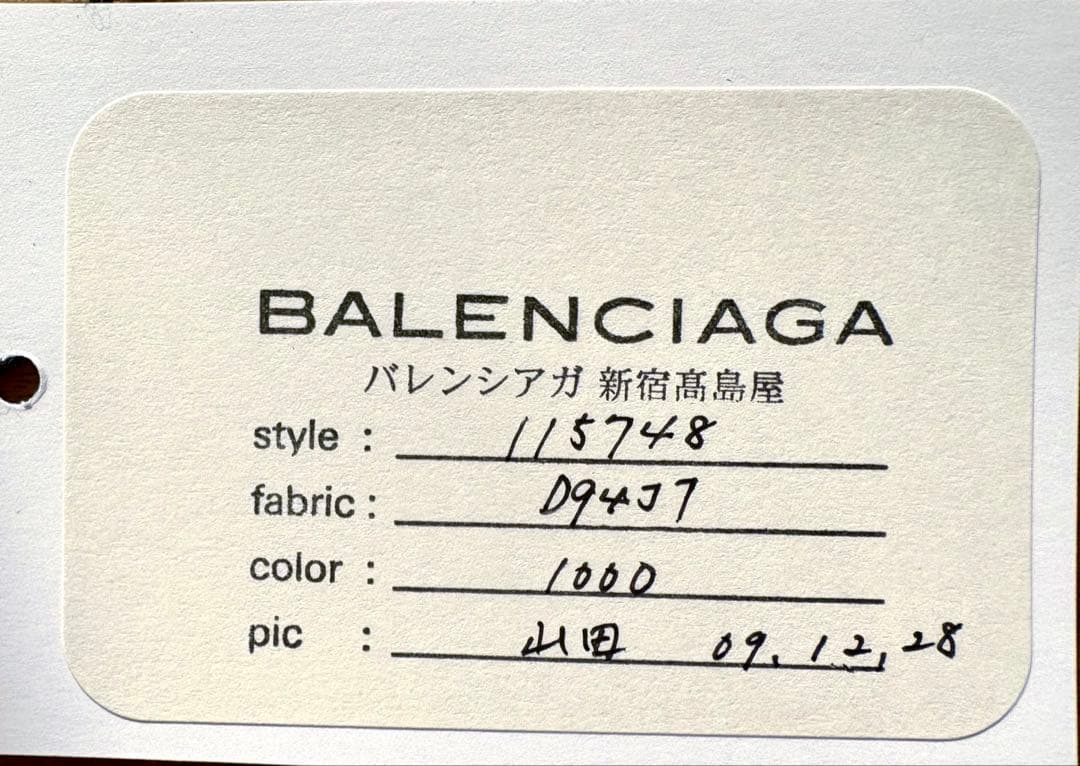 BALENCIAGA
バレンシアガ 新宿髙島屋
style : 115748
fabric : D94J7
color : 1000
pic : 山田 09.12.28